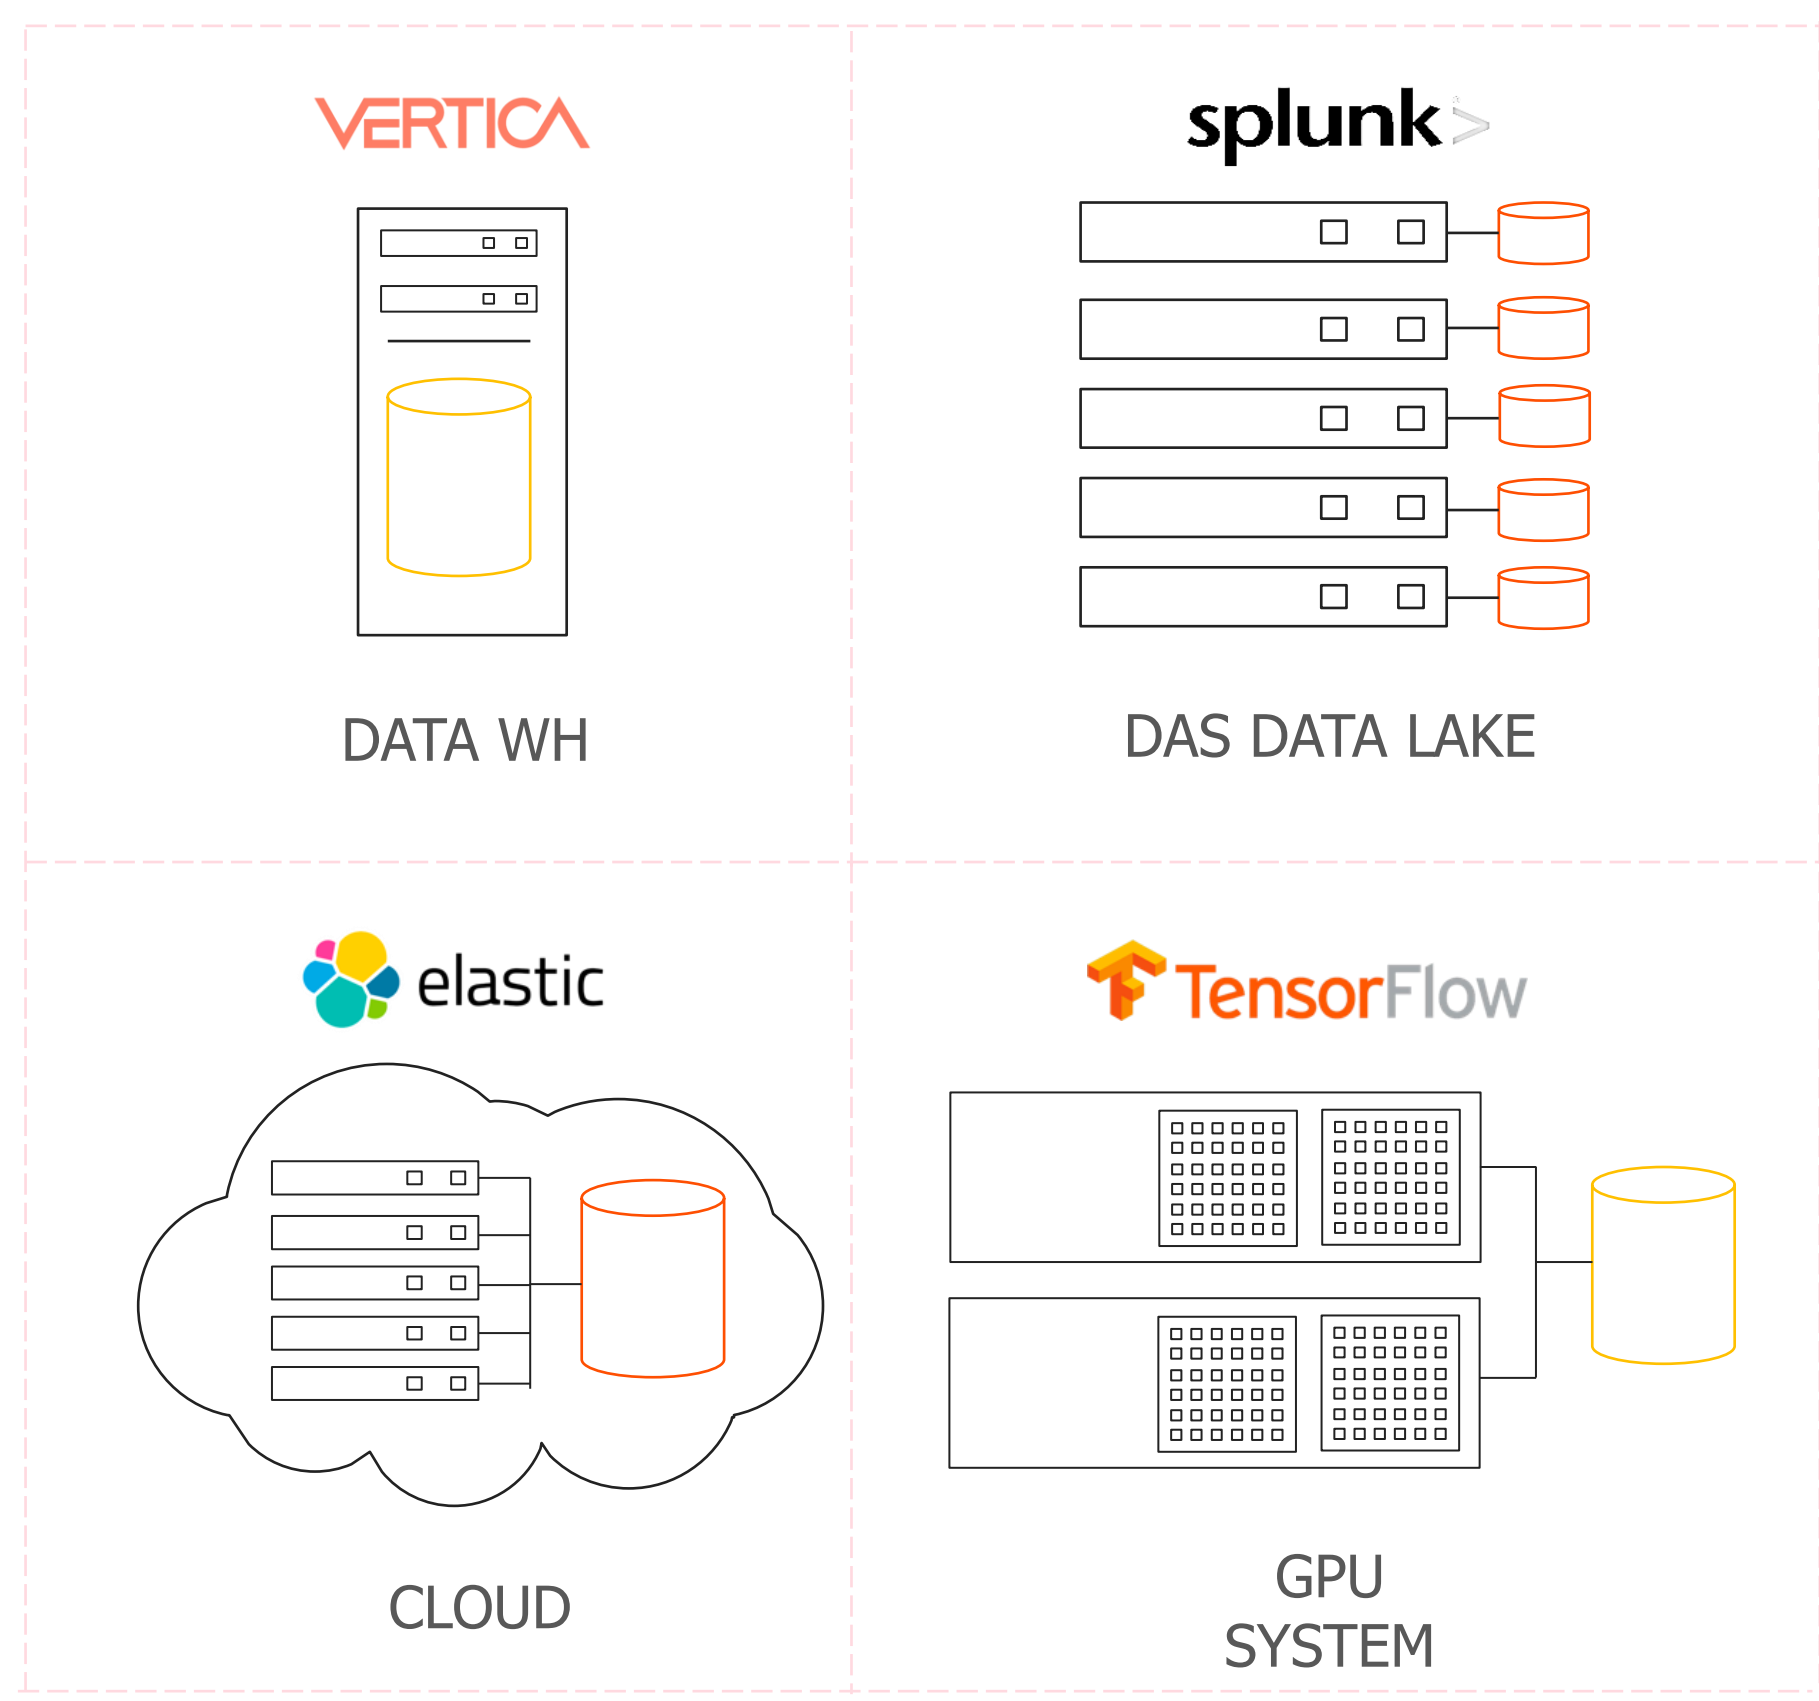 VERTICA
splunk>
DATA WH
DAS DATA LAKE
elastic
TensorFlow
CLOUD
GPU
SYSTEM